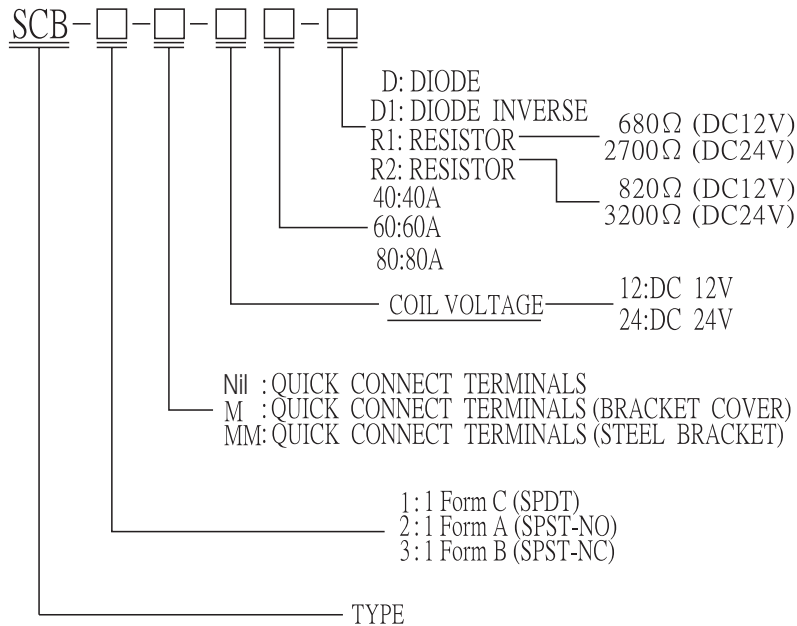 SCB-□-□-□□-□
D: DIODE
D1: DIODE INVERSE
R1: RESISTOR
680Ω (DC12V)
2700Ω (DC24V)
R2: RESISTOR
820Ω (DC12V)
3200Ω (DC24V)
40:40A
60:60A
80:80A
COIL VOLTAGE
12:DC 12V
24:DC 24V
Nil :QUICK CONNECT TERMINALS
M :QUICK CONNECT TERMINALS(BRACKET COVER)
MM:QUICK CONNECT TERMINALS(STEEL BRACKET)
1:1 Form C (SPDT)
2:1 Form A (SPST-NO)
3:1 Form B (SPST-NC)
TYPE